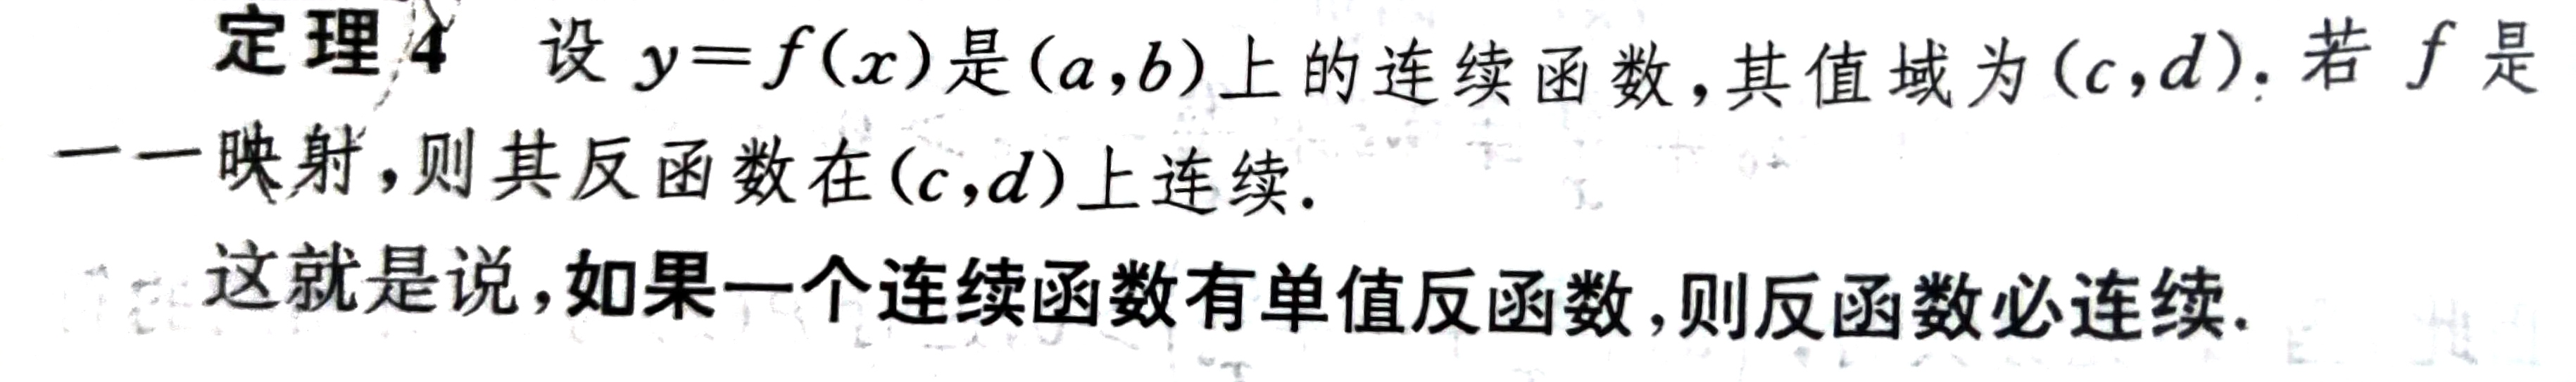 定理4 设 y=f(x)是(a,b)上的连续函数,其值域为(c,d). 若 f 是
一一映射,则其反函数在(c,d)上连续.
这就是说,如果一个连续函数有单值反函数,则反函数必连续.